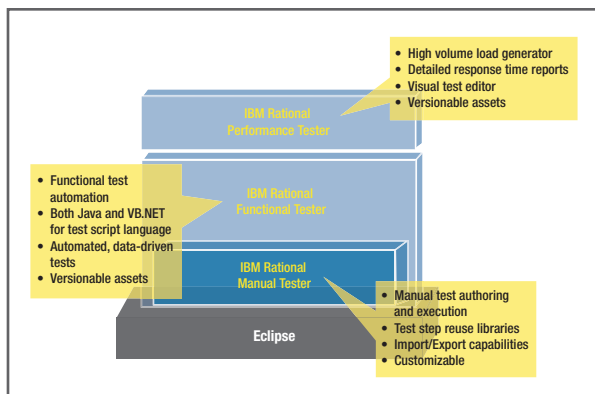 • High volume load generator
• Detailed response time reports
• Visual test editor
• Versionable assets
IBM Rational
Performance Tester
• Functional test
automation
• Both Java and VB.NET
for test script language
• Automated, data-driven
tests
• Versionable assets
IBM Rational
Functional Tester
IBM Rational
Manual Tester
• Manual test authoring
and execution
• Test step reuse libraries
• Import/Export capabilities
• Customizable
Eclipse